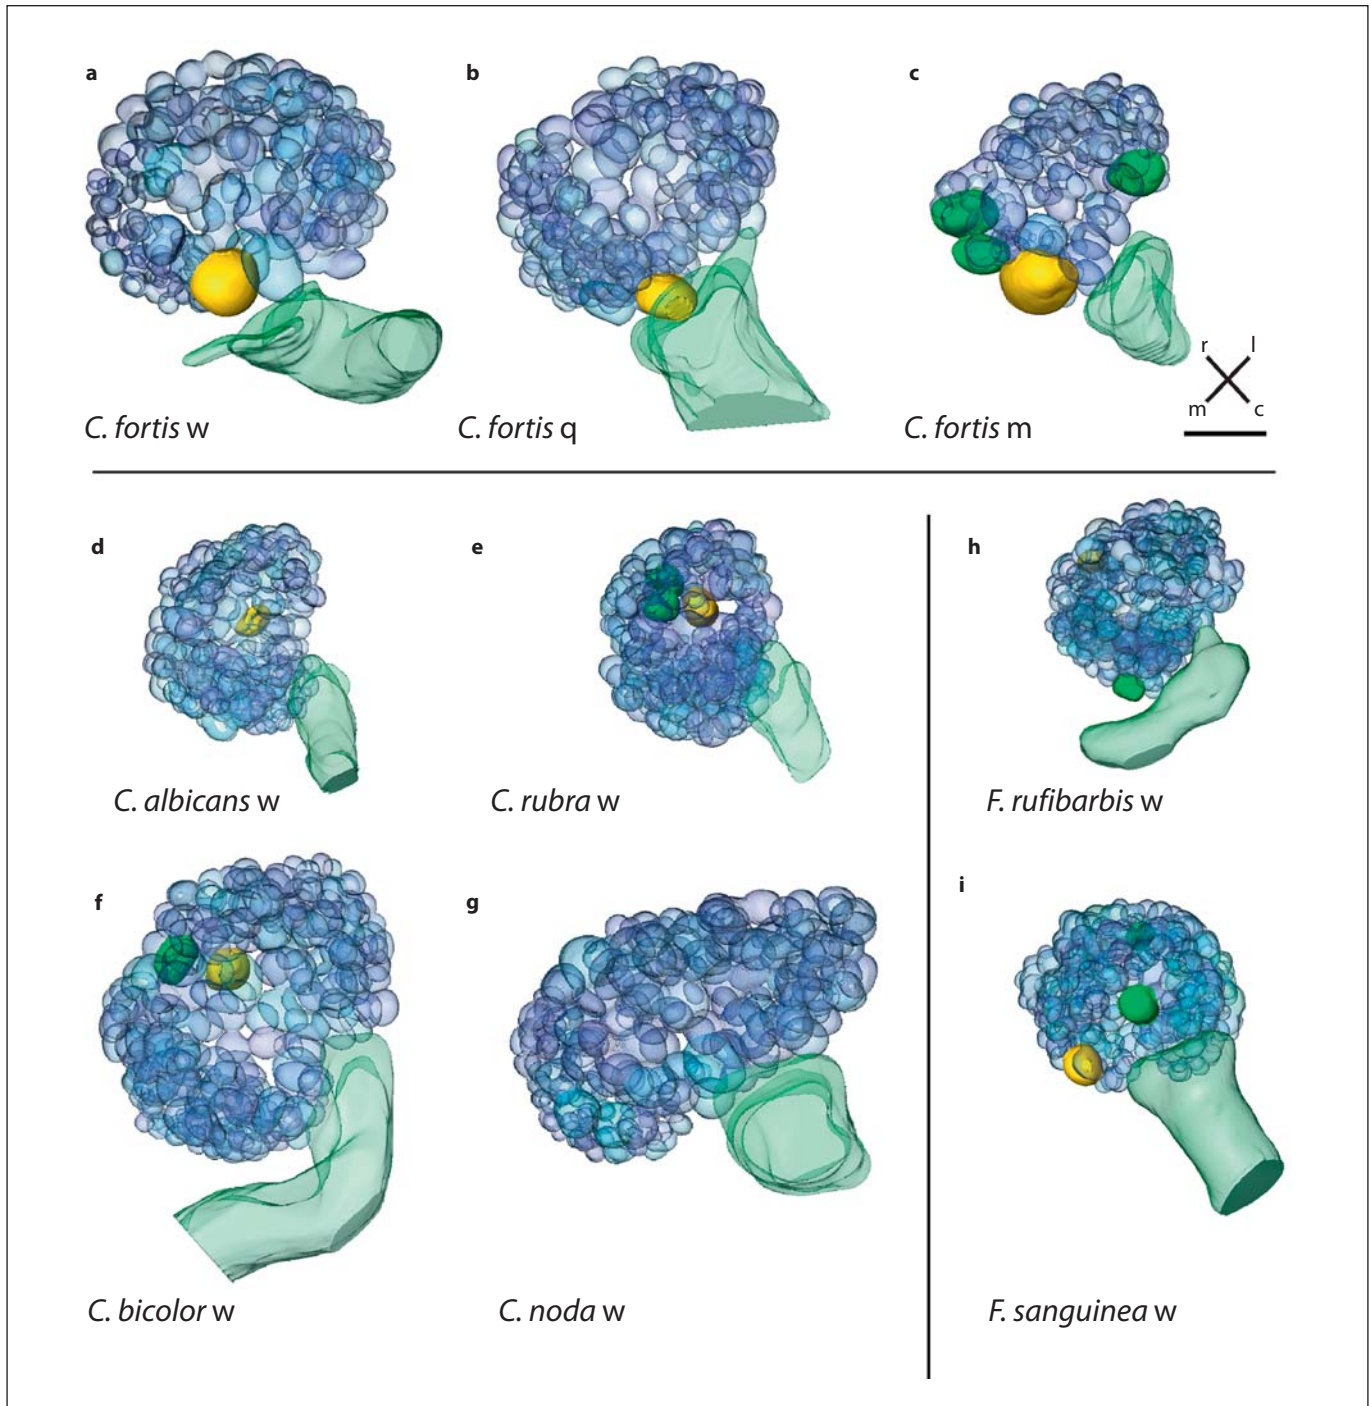 a
b
c
r l
m c
C. fortis w
C. fortis q
C. fortis m
d
e
h
C. albicans w
C. rubra w
F. rufibarbis w
f
g
i
C. bicolor w
C. noda w
F. sanguinea w